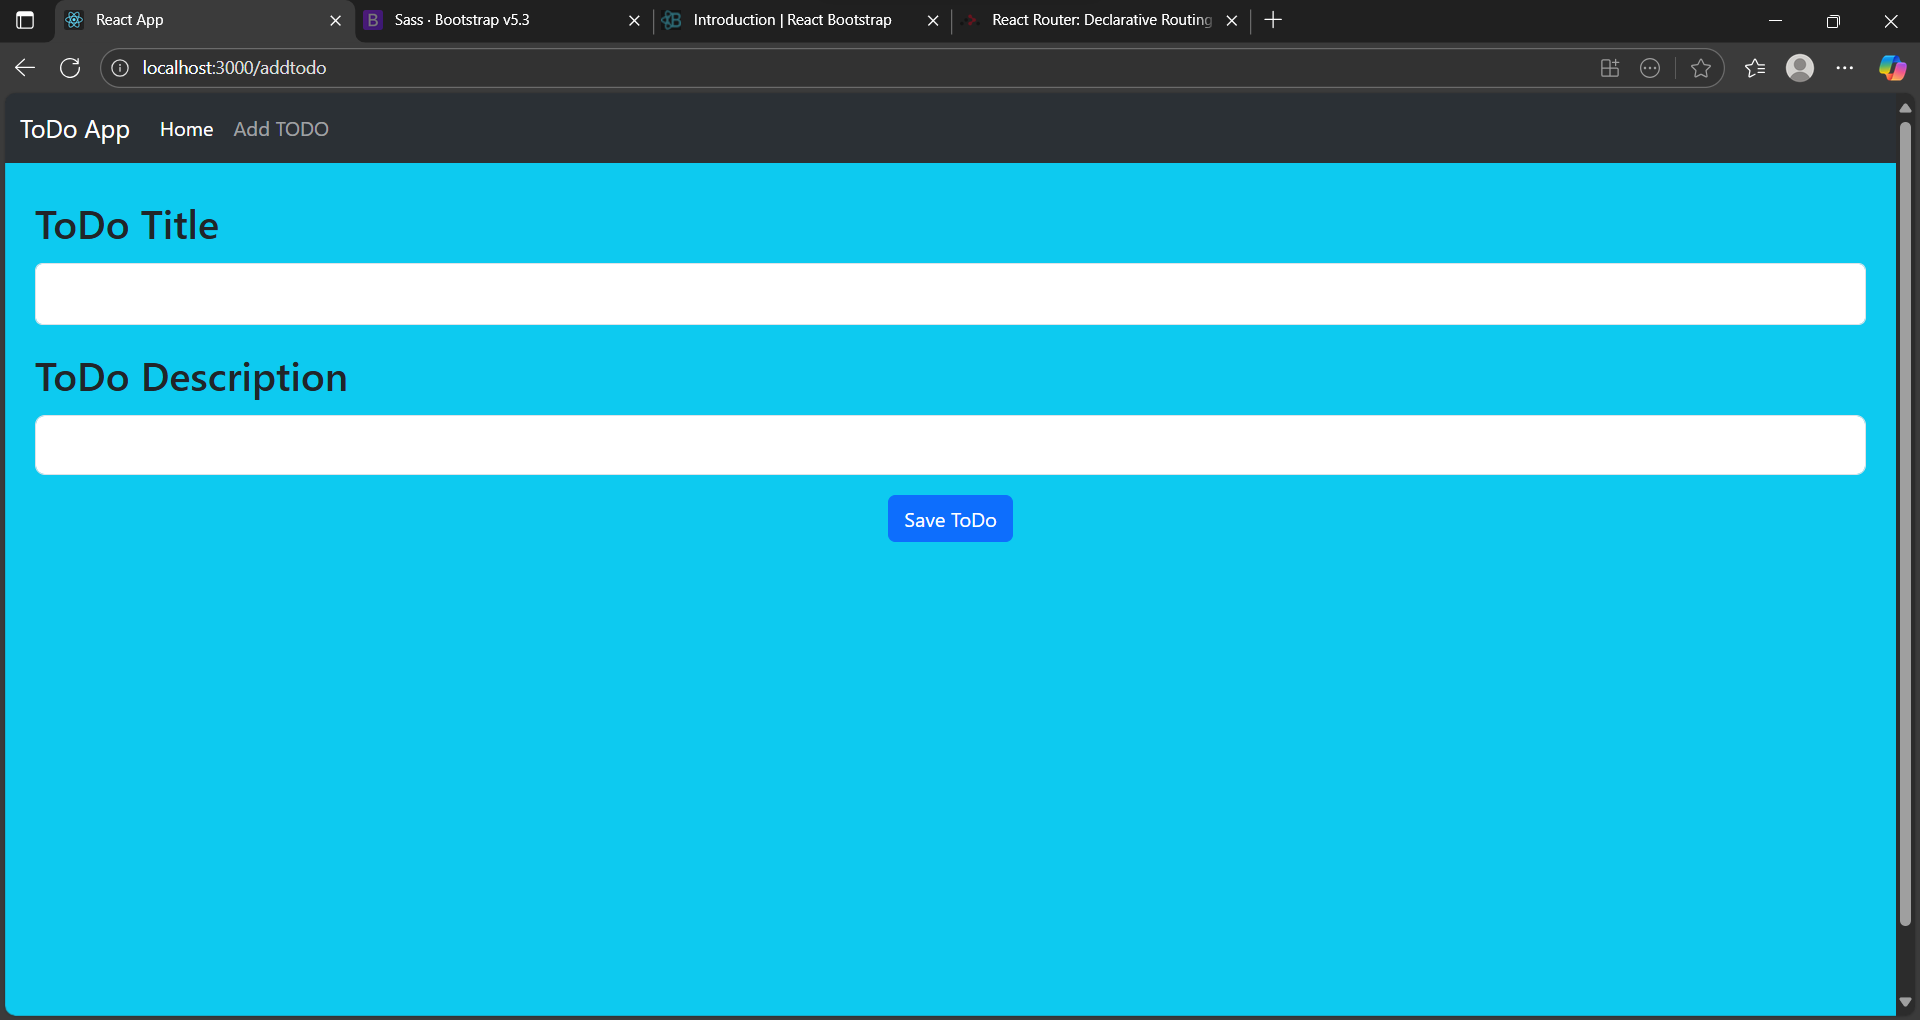 React App
Sass · Bootstrap v5.3
Introduction | React Bootstrap
React Router: Declarative Routing
localhost:3000/addtodo
ToDo App Home Add TODO
ToDo Title
ToDo Description
Save ToDo